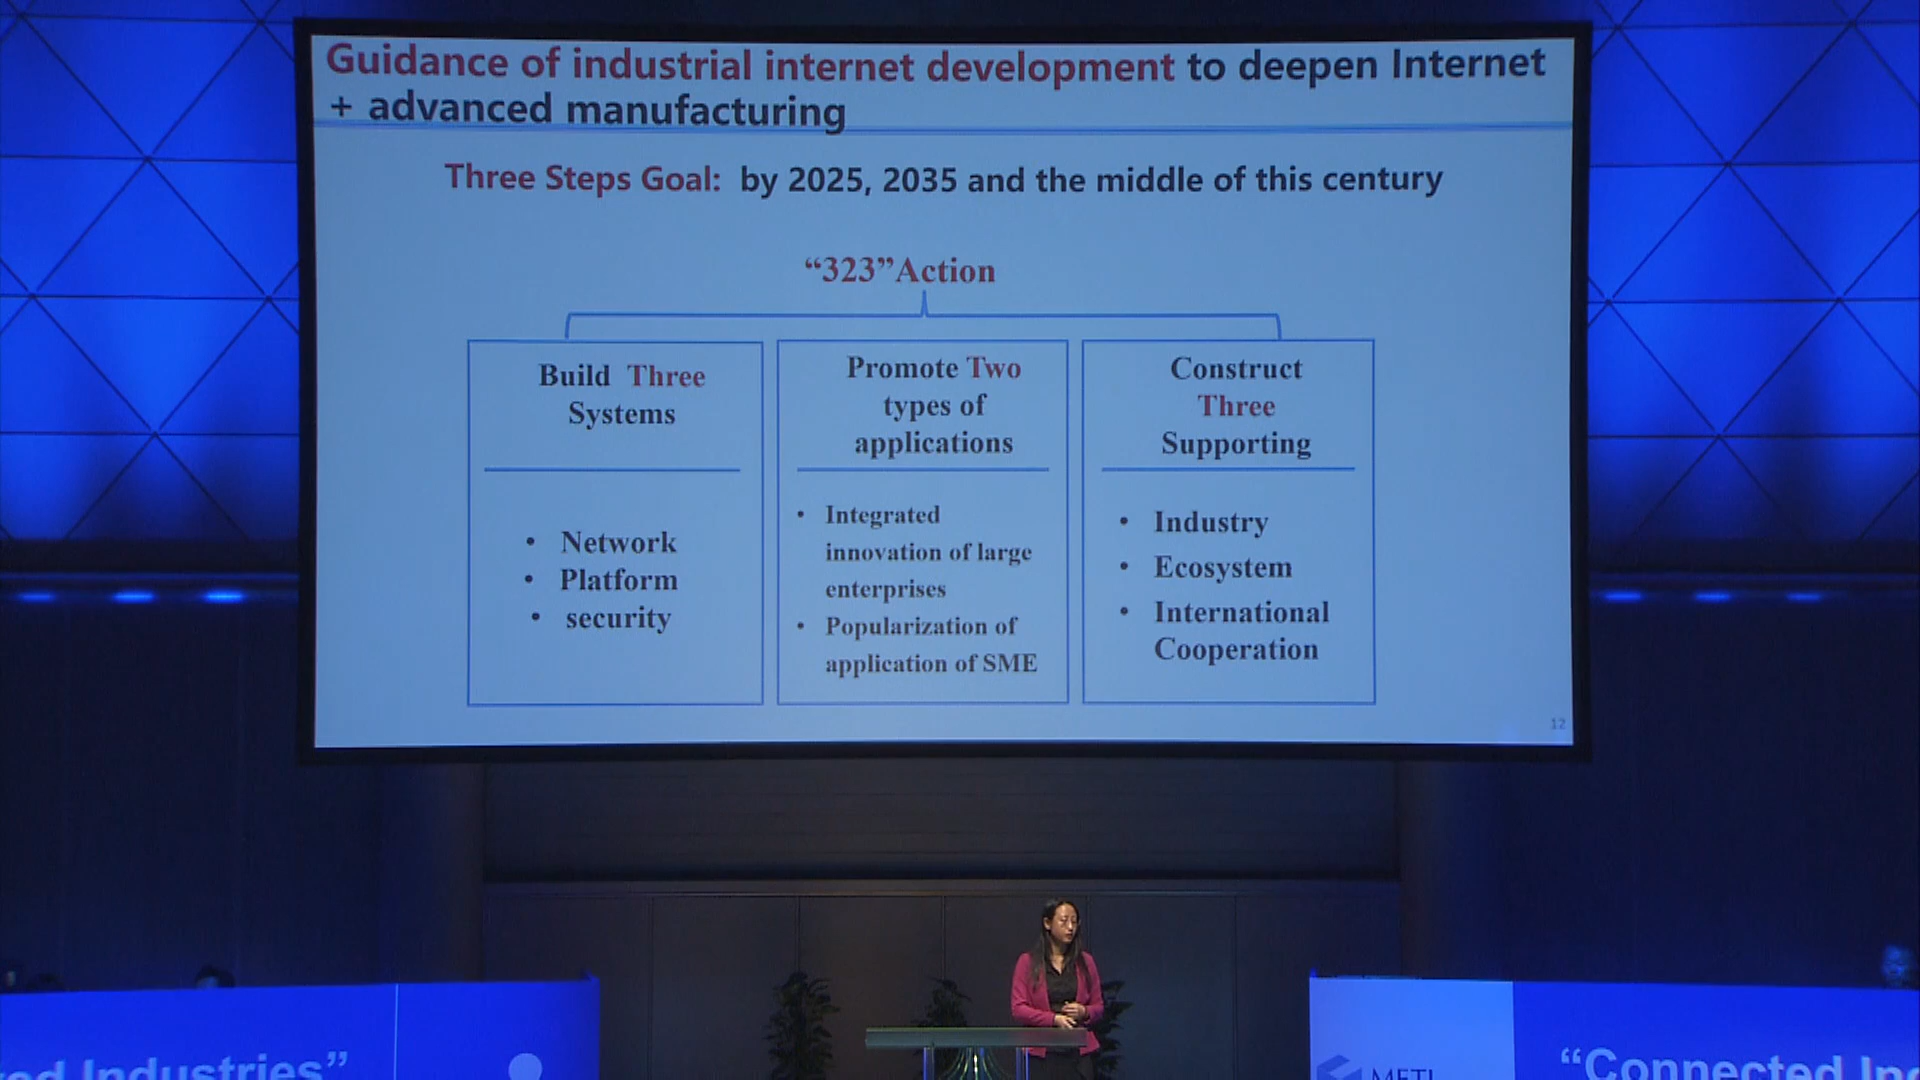 Guidance of industrial internet development to deepen Internet
+ advanced manufacturing
Three Steps Goal: by 2025, 2035 and the middle of this century
“323”Action
Build Three
Systems
• Network
• Platform
• security
Promote Two
types of
applications
• Integrated
innovation of large
enterprises
• Popularization of
application of SME
Construct
Three
Supporting
• Industry
• Ecosystem
• International
Cooperation
12
Industries”
METI
“Connected